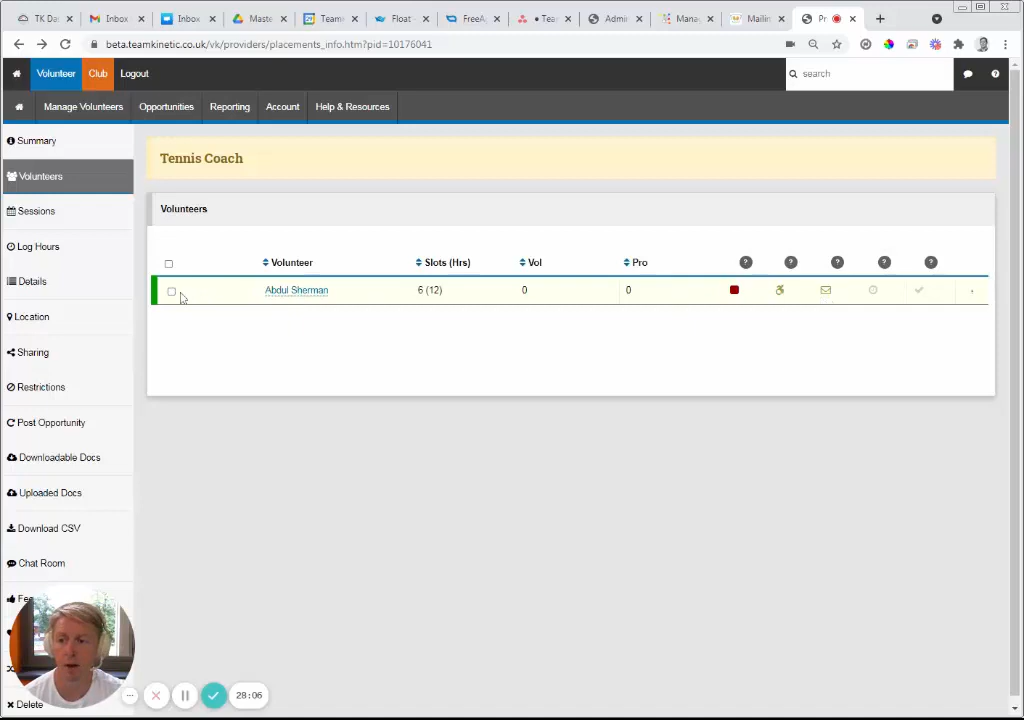 TK Da
Inbox
Inbox
Maste
Team
Float
FreeA
Tea
Admi
Mana
Mailin
Pr
beta.teamkinetic.co.uk/vk/providers/placements_info.htm?pid=10176041
Volunteer
Club
Logout
search
Manage Volunteers
Opportunities
Reporting
Account
Help & Resources
Summary
Volunteers
Sessions
Log Hours
Details
Location
Sharing
Restrictions
Post Opportunity
Downloadable Docs
Uploaded Docs
Download CSV
Chat Room
Fee
Delete
Tennis Coach
Volunteers
Volunteer Slots (Hrs) Vol Pro ? ? ? ? ?
Abdul Sherman 6 (12) 0 0 +
28:06